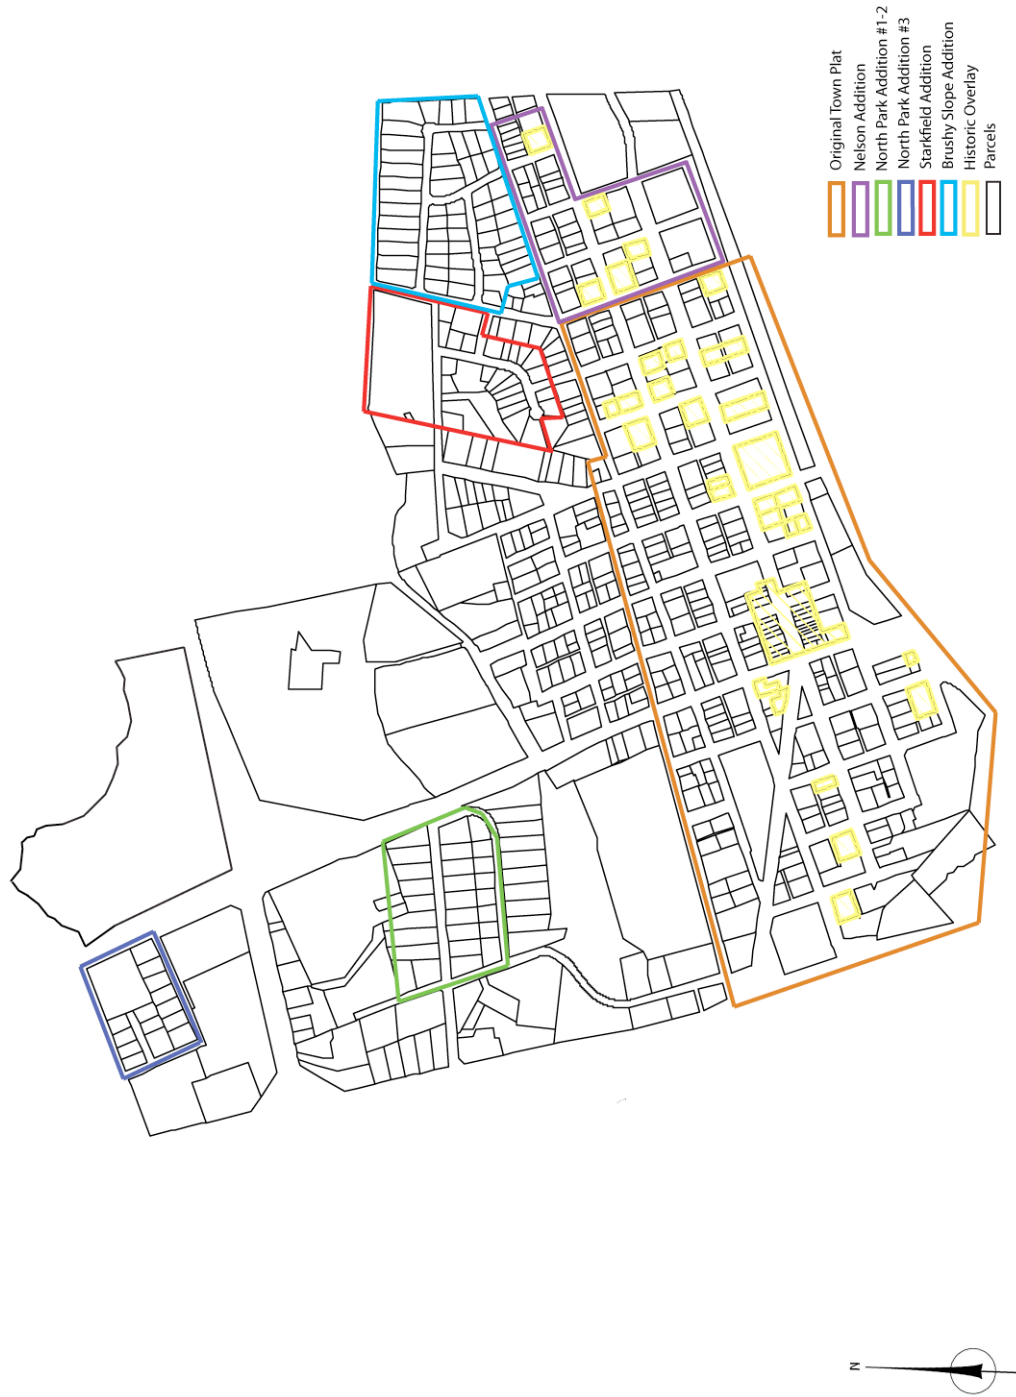 Original Town Plat
Nelson Addition
North Park Addition #1-2
North Park Addition #3
Starkfield Addition
Brushy Slope Addition
Historic Overlay
Parcels
N